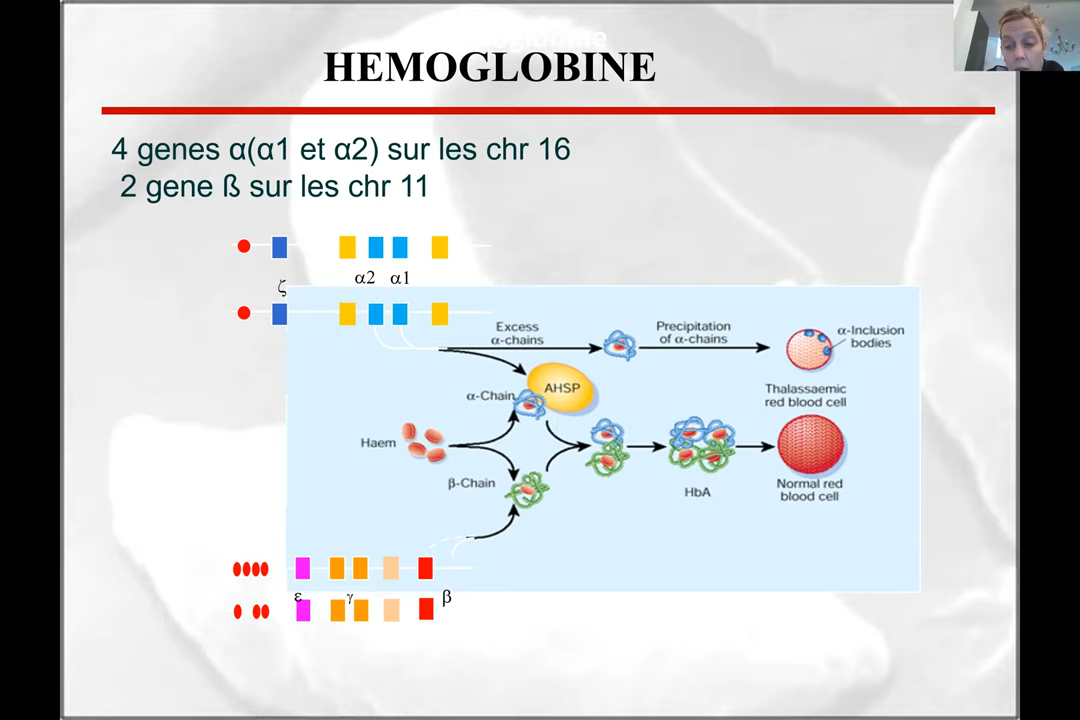 HEMOGLOBINE
4 genes α(α1 et α2) sur les chr 16
2 gene ß sur les chr 11
α2 α1
ζ
Excess
α-chains
Precipitation
of α-chains
α-Inclusion
bodies
AHSP
α-Chain
Thalassaemic
red blood cell
Haem
β-Chain
HbA
Normal red
blood cell
ε γ β